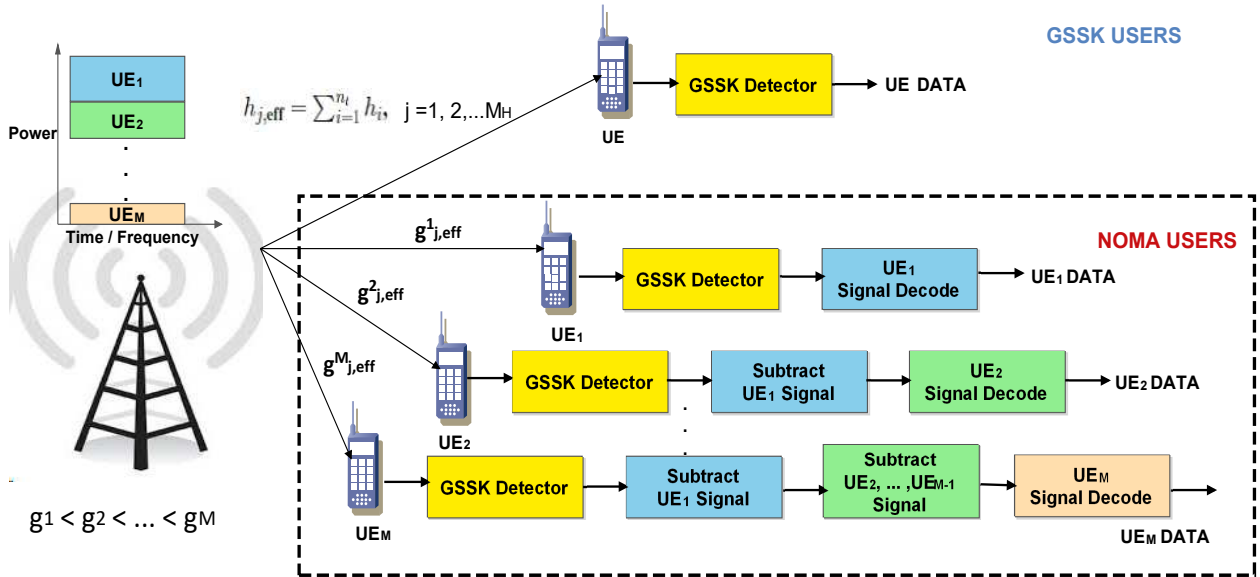 GSSK USERS
UE1
UE2
.
.
.
UEM
Power
Time / Frequency
h_{j,eff} = \sum_{i=1}^{n_t} h_i, j =1, 2,...MH
UE
GSSK Detector
UE DATA
NOMA USERS
g1j,eff
UE1
GSSK Detector
UE1
Signal Decode
UE1 DATA
g2j,eff
UE2
GSSK Detector
Subtract
UE1 Signal
UE2
Signal Decode
UE2 DATA
.
.
.
gMj,eff
UEM
GSSK Detector
Subtract
UE1 Signal
Subtract
UE2, ... ,UEM-1
Signal
UEM
Signal Decode
UEM DATA
g1 < g2 < ... < gM